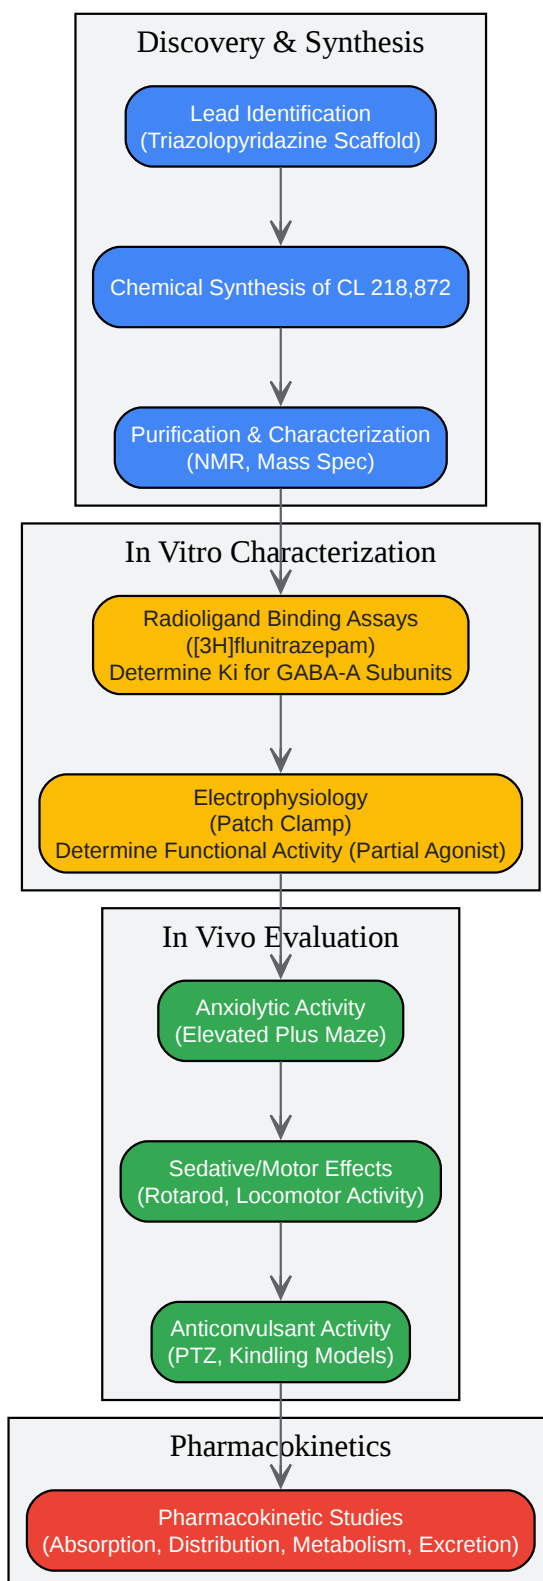 Discovery & Synthesis
Lead Identification
(Triazolopyridazine Scaffold)
Chemical Synthesis of CL 218,872
Purification & Characterization
(NMR, Mass Spec)
In Vitro Characterization
Radioligand Binding Assays
([3H]flunitrazepam)
Determine Ki for GABA-A Subunits
Electrophysiology
(Patch Clamp)
Determine Functional Activity (Partial Agonist)
In Vivo Evaluation
Anxiolytic Activity
(Elevated Plus Maze)
Sedative/Motor Effects
(Rotarod, Locomotor Activity)
Anticonvulsant Activity
(PTZ, Kindling Models)
Pharmacokinetics
Pharmacokinetic Studies
(Absorption, Distribution, Metabolism, Excretion)